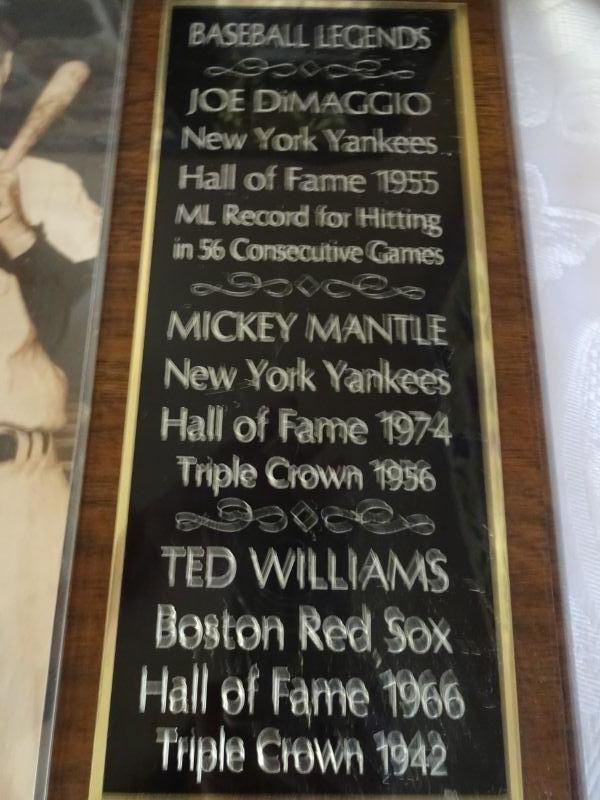 BASEBALL LEGENDS
JOE DiMAGGIO
New York Yankees
Hall of Fame 1955
ML Record for Hitting
in 56 Consecutive Games
MICKEY MANTLE
New York Yankees
Hall of Fame 1974
Triple Crown 1956
TED WILLIAMS
Boston Red Sox
Hall of Fame 1966
Triple Crown 1942